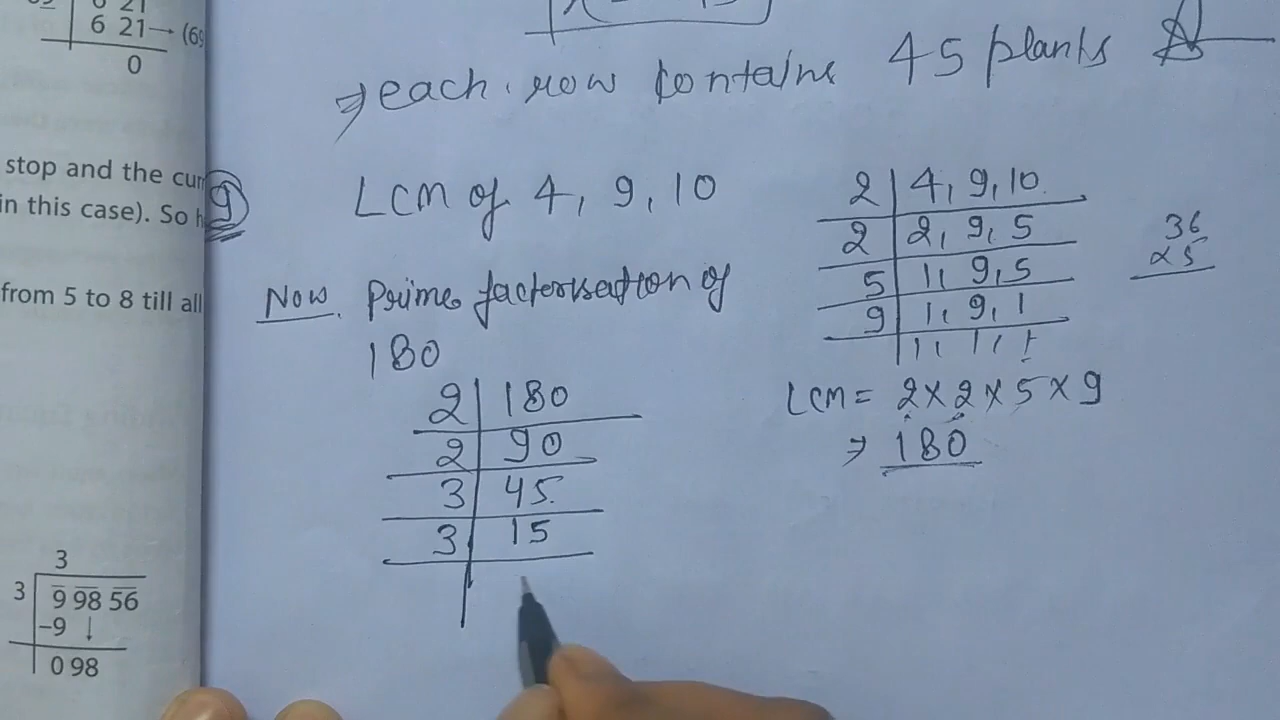 6 21→ (69
0
stop and the cur
in this case). So h
from 5 to 8 till all
3
3 9 98 56
-9 ↓
0 98
⇒ each row contains 45 plants
9 LCM of 4, 9, 10
Now Prime factorisation of
180
2 | 180
2 | 90
3 | 45
3 | 15
2 | 4, 9, 10
2 | 2, 9, 5
5 | 1, 9, 5
9 | 1, 9, 1
1, 1, 1
LCM = 2 × 2 × 5 × 9
⇒ 180
36
× 5